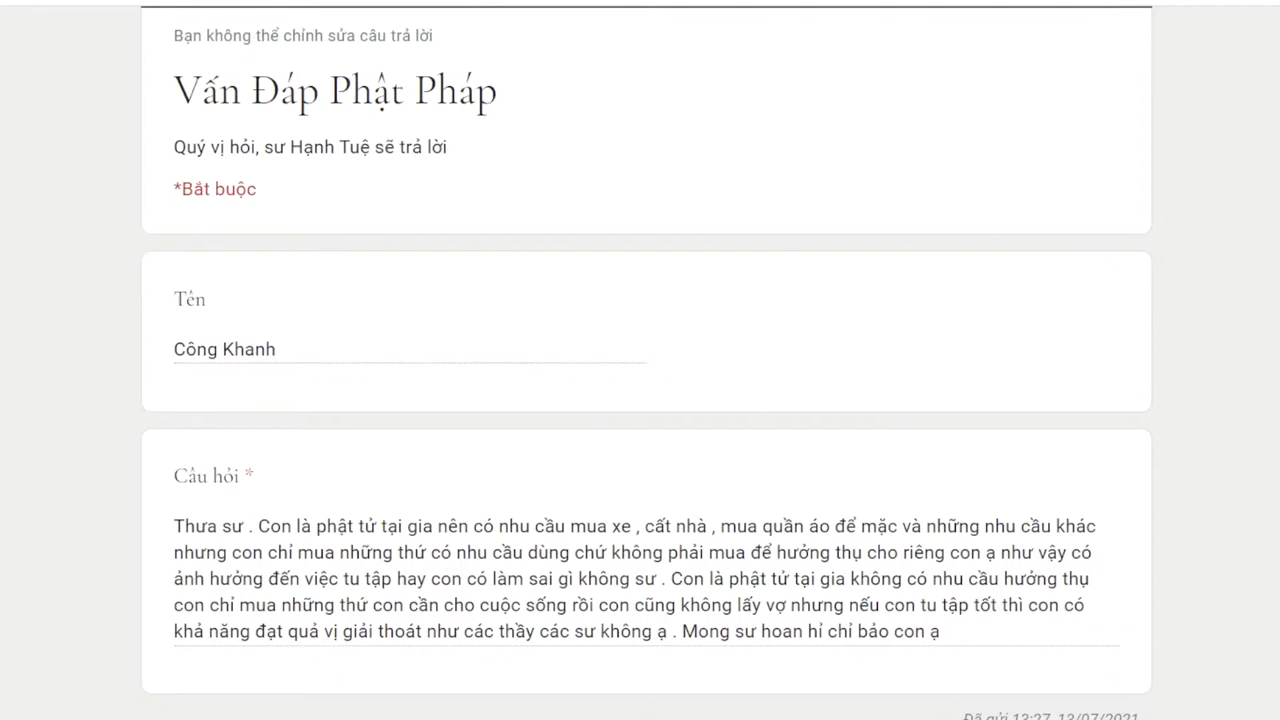 Bạn không thể chỉnh sửa câu trả lời
Vấn Đáp Phật Pháp
Quý vị hỏi, sư Hạnh Tuệ sẽ trả lời
*Bắt buộc
Tên
Công Khanh
Câu hỏi *
Thưa sư . Con là phật tử tại gia nên có nhu cầu mua xe , cất nhà , mua quần áo để mặc và những nhu cầu khác
nhưng con chỉ mua những thứ có nhu cầu dùng chứ không phải mua để hưởng thụ cho riêng con ạ như vậy có
ảnh hưởng đến việc tu tập hay con có làm sai gì không sư . Con là phật tử tại gia không có nhu cầu hưởng thụ
con chỉ mua những thứ con cần cho cuộc sống rồi con cũng không lấy vợ nhưng nếu con tu tập tốt thì con có
khả năng đạt quả vị giải thoát như các thầy các sư không ạ . Mong sư hoan hỉ chỉ bảo con ạ
Đã gửi 13:27, 13/07/2021